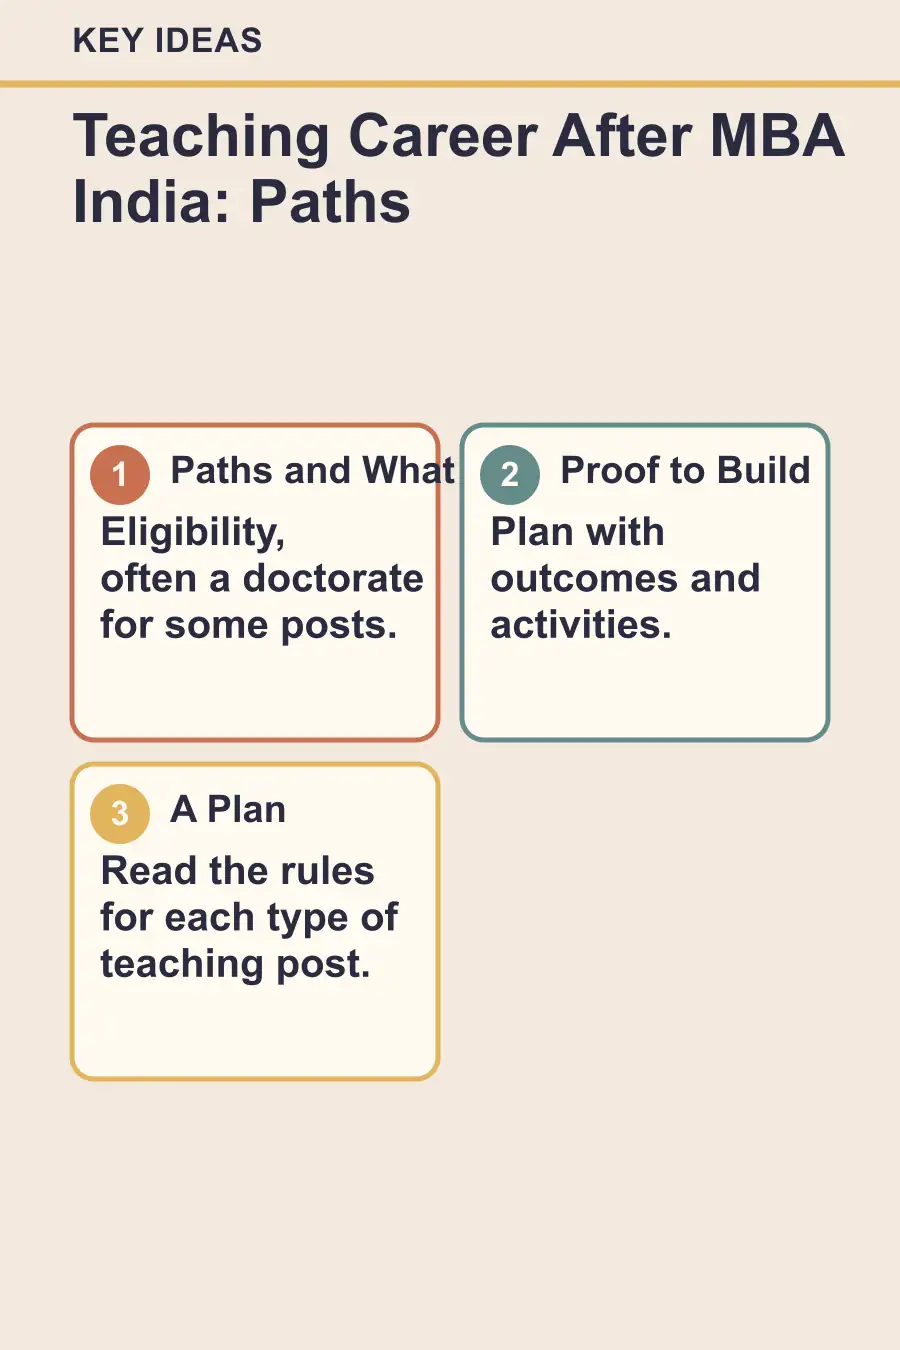 KEY IDEAS
Teaching Career After MBA
India: Paths
1 Paths and What
Eligibility,
often a doctorate
for some posts.
2 Proof to Build
Plan with
outcomes and
activities.
3 A Plan
Read the rules
for each type of
teaching post.